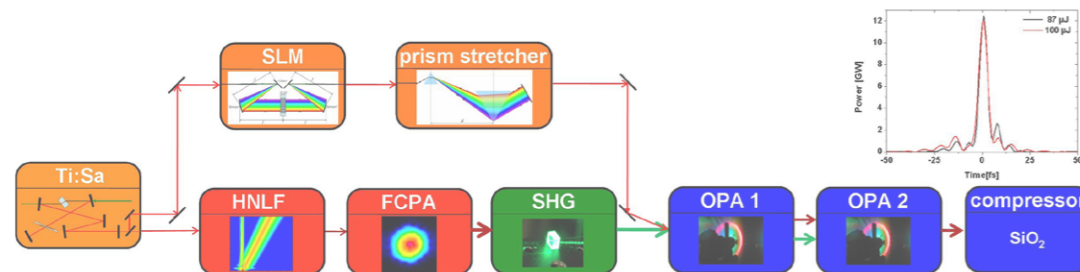 SLM
prism stretcher
Ti:Sa
HNLF
FCPA
SHG
OPA 1
OPA 2
compressor
SiO₂
87 µJ
100 µJ
Power [GW]
12
10
8
6
4
2
0
-50
-25
0
25
50
Time[fs]